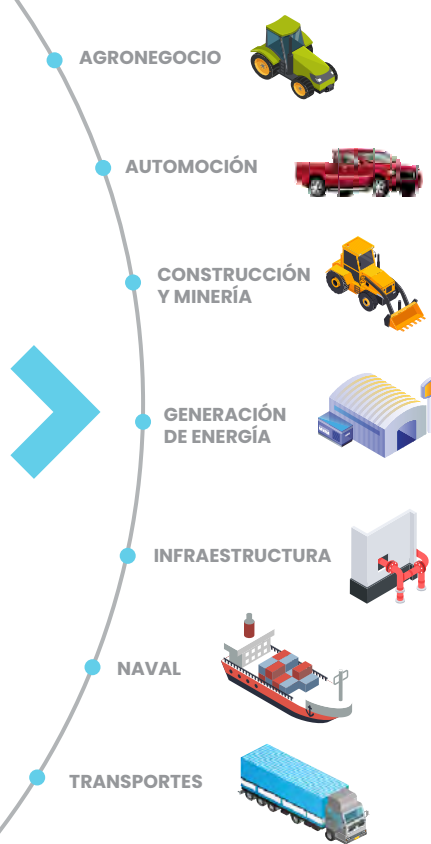 AGRONEGOCIO
AUTOMOCIÓN
CONSTRUCCIÓN
Y MINERÍA
GENERACIÓN
DE ENERGÍA
INFRAESTRUCTURA
NAVAL
TRANSPORTES